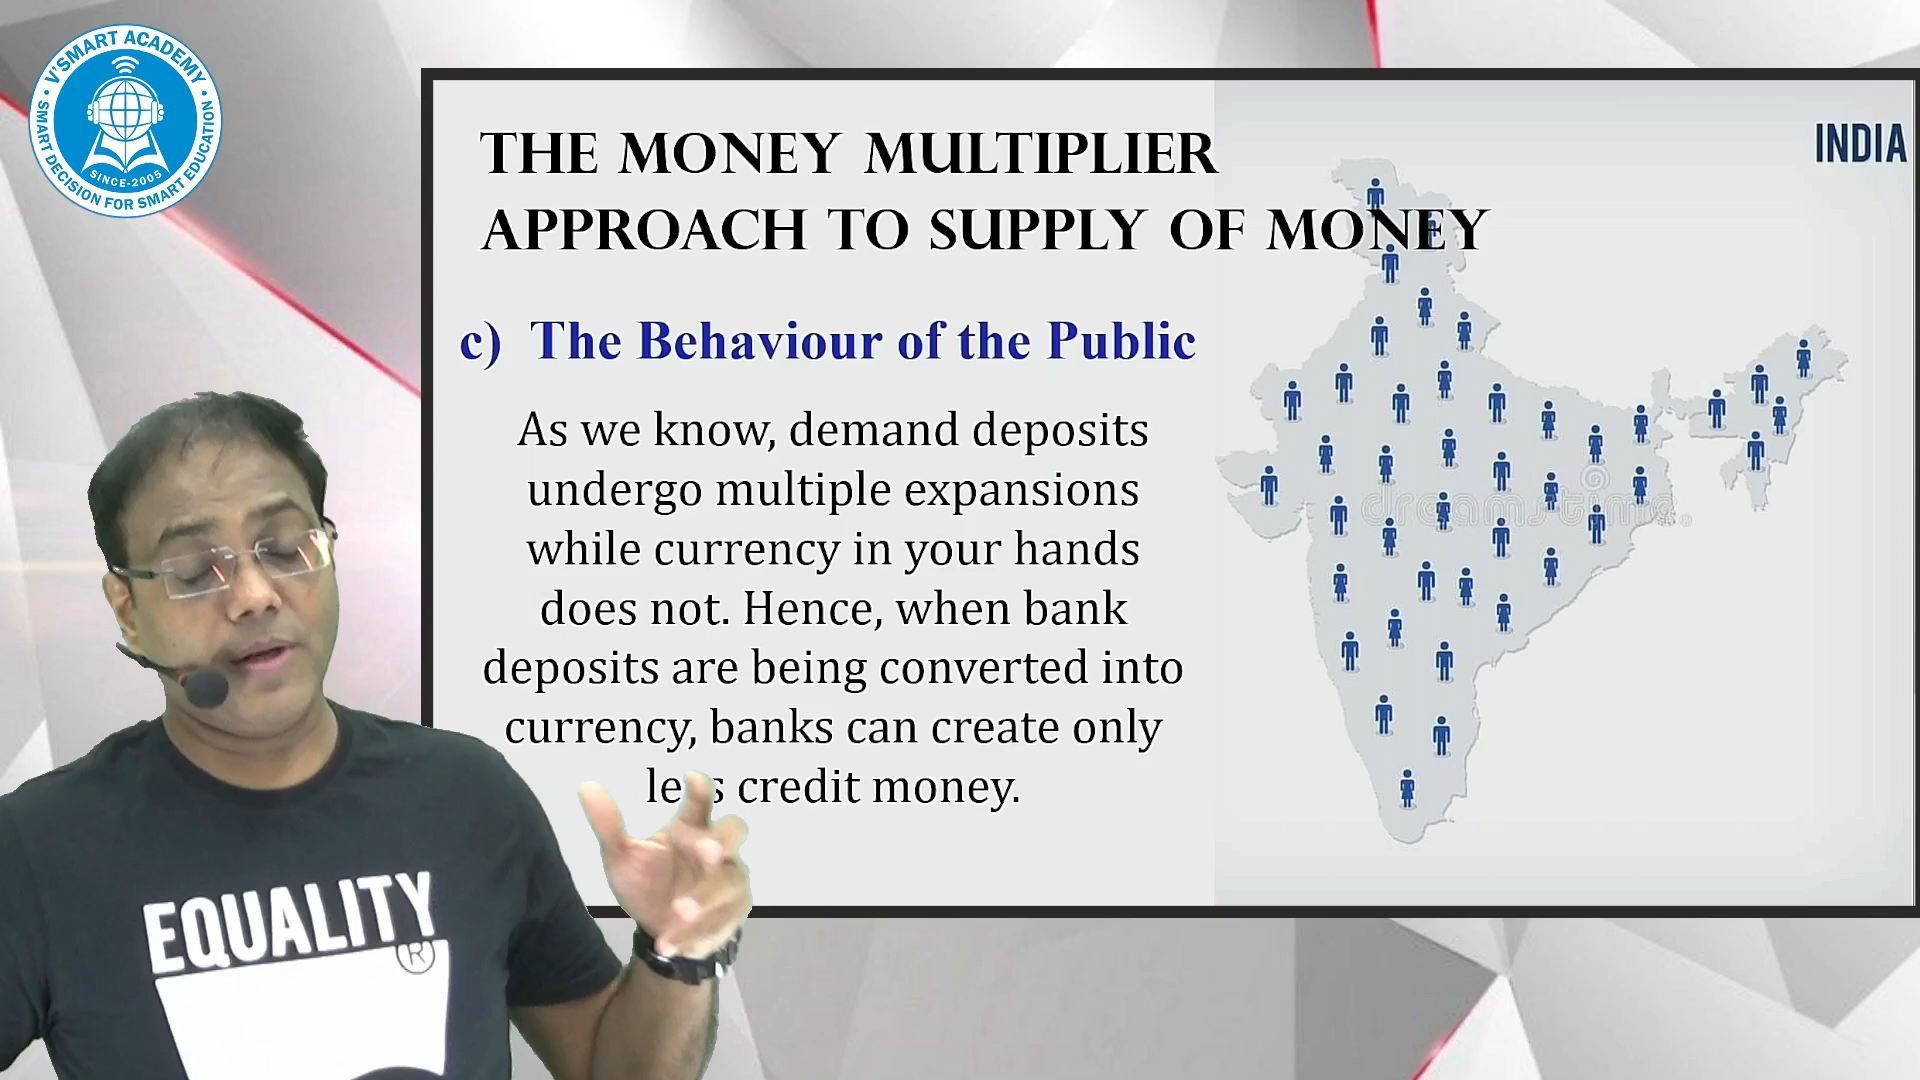 V'SMART ACADEMY
SINCE-2005
SMART DECISION FOR SMART EDUCATION
THE MONEY MULTIPLIER
APPROACH TO SUPPLY OF MONEY
INDIA
c) The Behaviour of the Public
As we know, demand deposits
undergo multiple expansions
while currency in your hands
does not. Hence, when bank
deposits are being converted into
currency, banks can create only
credit money.
dreamstime.
EQUALITY
®